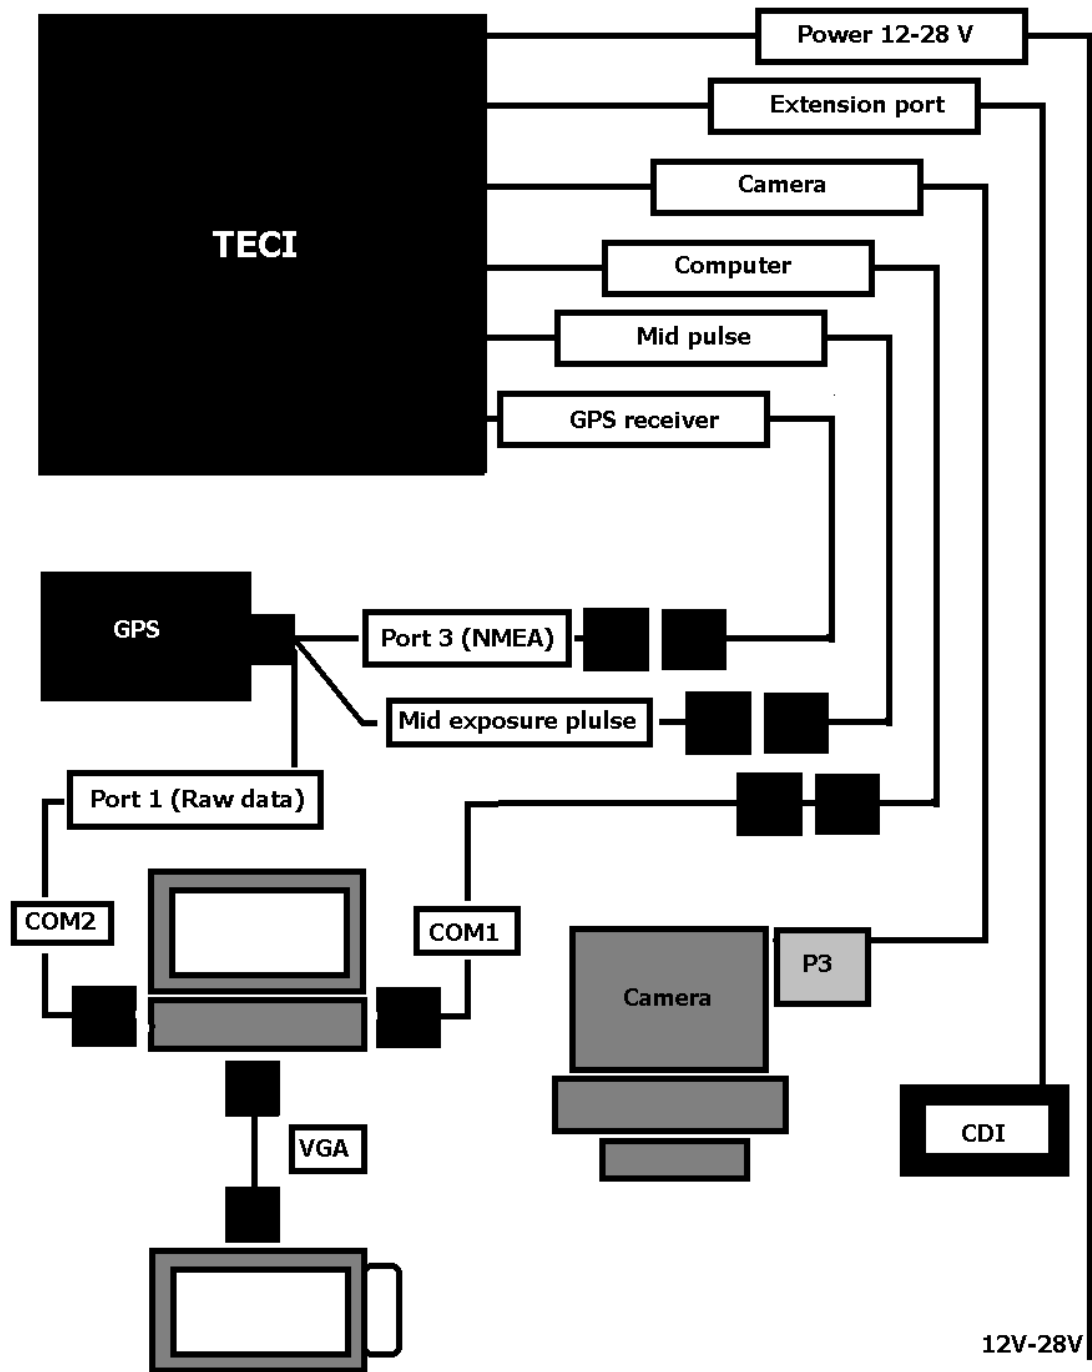 Power 12-28 V
Extension port
Camera
TECI
Computer
Mid pulse
GPS receiver
GPS
Port 3 (NMEA)
Mid exposure plulse
Port 1 (Raw data)
COM2
COM1
P3
Camera
CDI
VGA
12V-28V